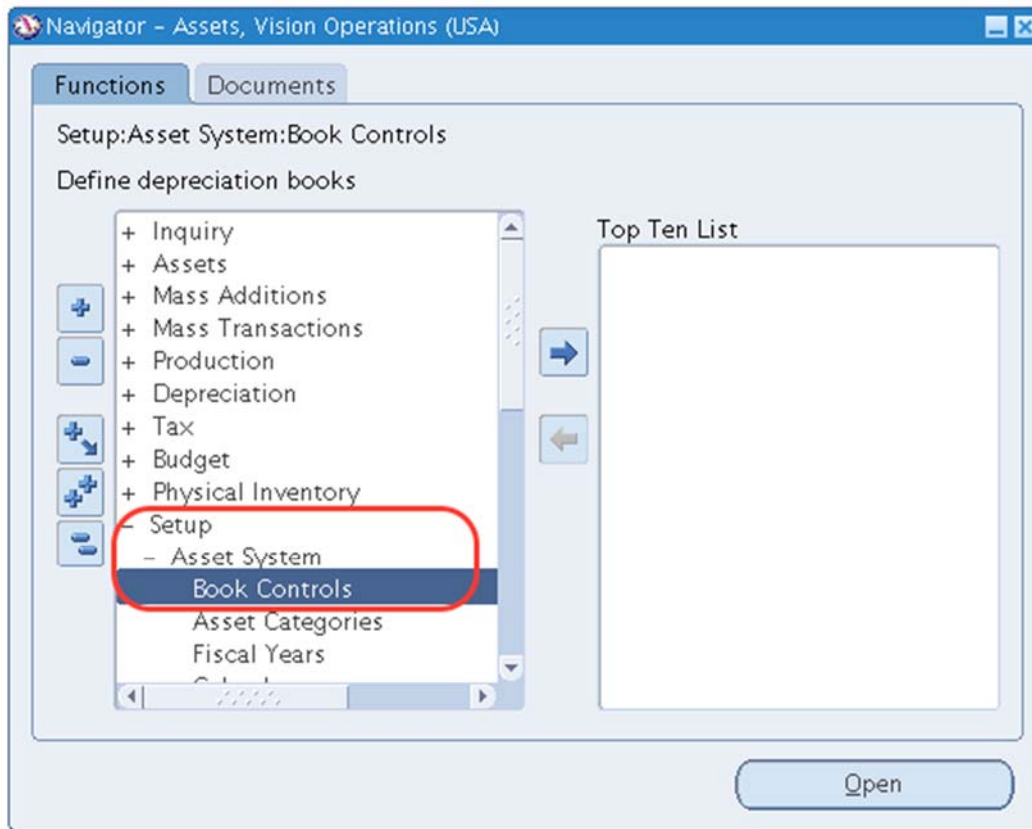 Navigator – Assets, Vision Operations (USA)
Functions Documents
Setup:Asset System:Book Controls
Define depreciation books
+ Inquiry
+ Assets
+ Mass Additions
+ Mass Transactions
+ Production
+ Depreciation
+ Tax
+ Budget
+ Physical Inventory
– Setup
– Asset System
Book Controls
Asset Categories
Fiscal Years
Top Ten List
Open